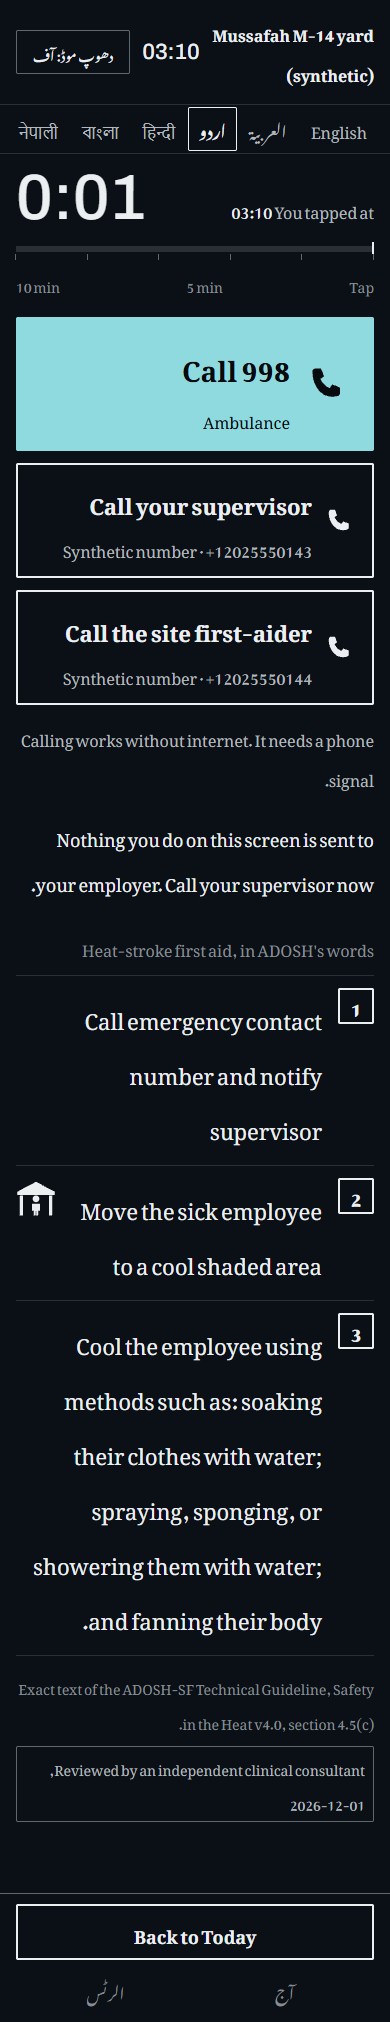 Mussafah M-14 yard
(synthetic)
03:10
دھوپ موڈ: آف
English
العربية
اردو
हिन्दी
বাংলা
नेपाली
You tapped at 03:10
0:01
Tap
5 min
10 min
Call 998
Ambulance
Call your supervisor
Synthetic number · +12025550143
Call the site first-aider
Synthetic number · +12025550144
Calling works without internet. It needs a phone
signal.
Nothing you do on this screen is sent to
your employer. Call your supervisor now.
Heat-stroke first aid, in ADOSH's words
1
Call emergency contact
number and notify
supervisor
2
Move the sick employee
to a cool shaded area
3
Cool the employee using
methods such as: soaking
their clothes with water;
spraying, sponging, or
showering them with water;
and fanning their body.
Exact text of the ADOSH-SF Technical Guideline, Safety
in the Heat v4.0, section 4.5(c).
Reviewed by an independent clinical consultant,
2026-12-01
Back to Today
آج
الرٹس